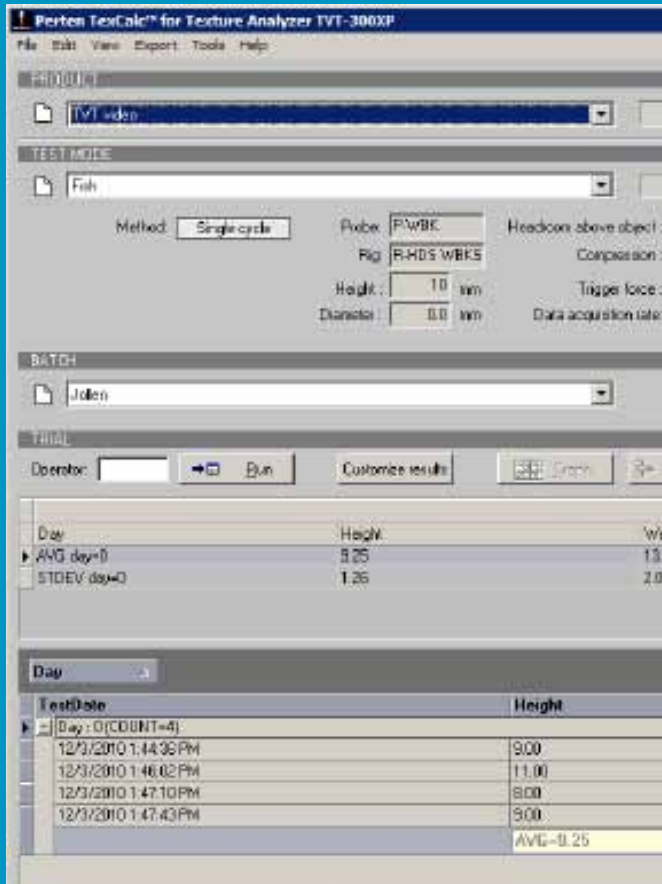 Perten TexCalc™ for Texture Analyzer TVT-300XP
File Edit View Export Tools Help
PRODUCT
TVT video
TEST MODE
Fish
Method: Single cycle Probe: P-WBK Headroom above object :
Rig: R-HDS WBKS Compression :
Height : 10 mm Trigger force :
Diameter : 0.0 mm Data acquisition rate:
BATCH
TRIAL
Operator: Run Customize results Graph
Day Height
AVG day=0 9.25 13.
STDEV day=0 1.26 2.0
Day
TestDate Height
Day : 0(COUNT=4)
12/3/2010 1:44:36 PM 9.00
12/3/2010 1:46:02 PM 11.00
12/3/2010 1:47:10 PM 8.00
12/3/2010 1:47:43 PM 9.00
AVG=9.25